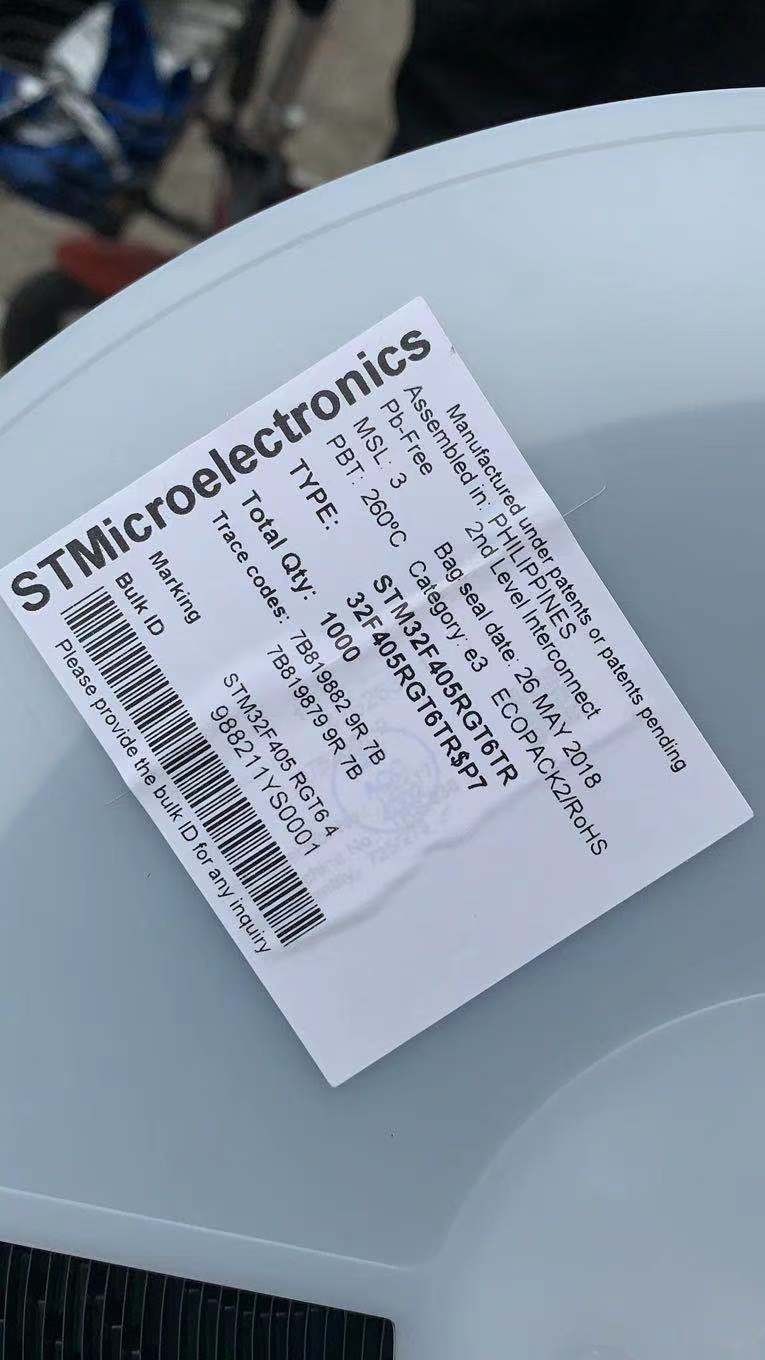 Manufactured under patents or patents pending
Assembled in: PHILIPPINES
Pb-Free 2nd Level Interconnect
MSL: 3 Bag seal date: 26 MAY 2018
PBT: 260ºC Category: e3 ECOPACK2/RoHS
TYPE: STM32F405RGT6TR
32F405RGT6TR$P7
Total Qty: 1000
Trace codes: 7B819882 9R 7B
7B819879 9R 7B
Marking STM32F405 RGT6 4
Bulk ID 988211YS0001
Please provide the bulk ID for any inquiry
STMicroelectronics